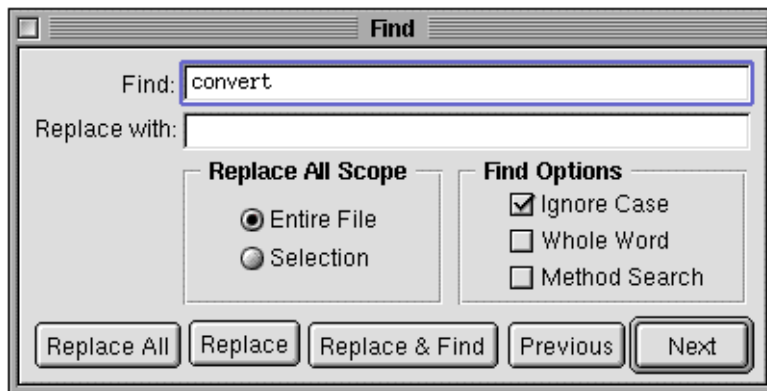 Find
Find: convert
Replace with:
Replace All Scope
Entire File
Selection
Find Options
Ignore Case
Whole Word
Method Search
Replace All Replace Replace & Find Previous Next